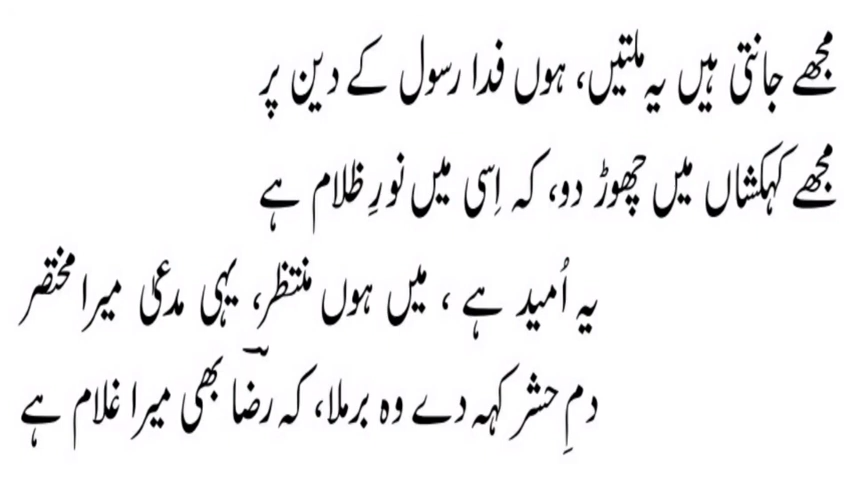 مجھے جانتی ہیں یہ ملتیں، ہوں فدا رسول کے دین پر
مجھے کہکشاں میں چھوڑ دو، کہ اِسی میں نورِ ظلام ہے
یہ اُمید ہے ، میں ہوں منتظر، یہی مدعیٰ میرا مختصر
دمِ حشر کہہ دے وہ برملا، کہ رضاؔ بھی میرا غلام ہے